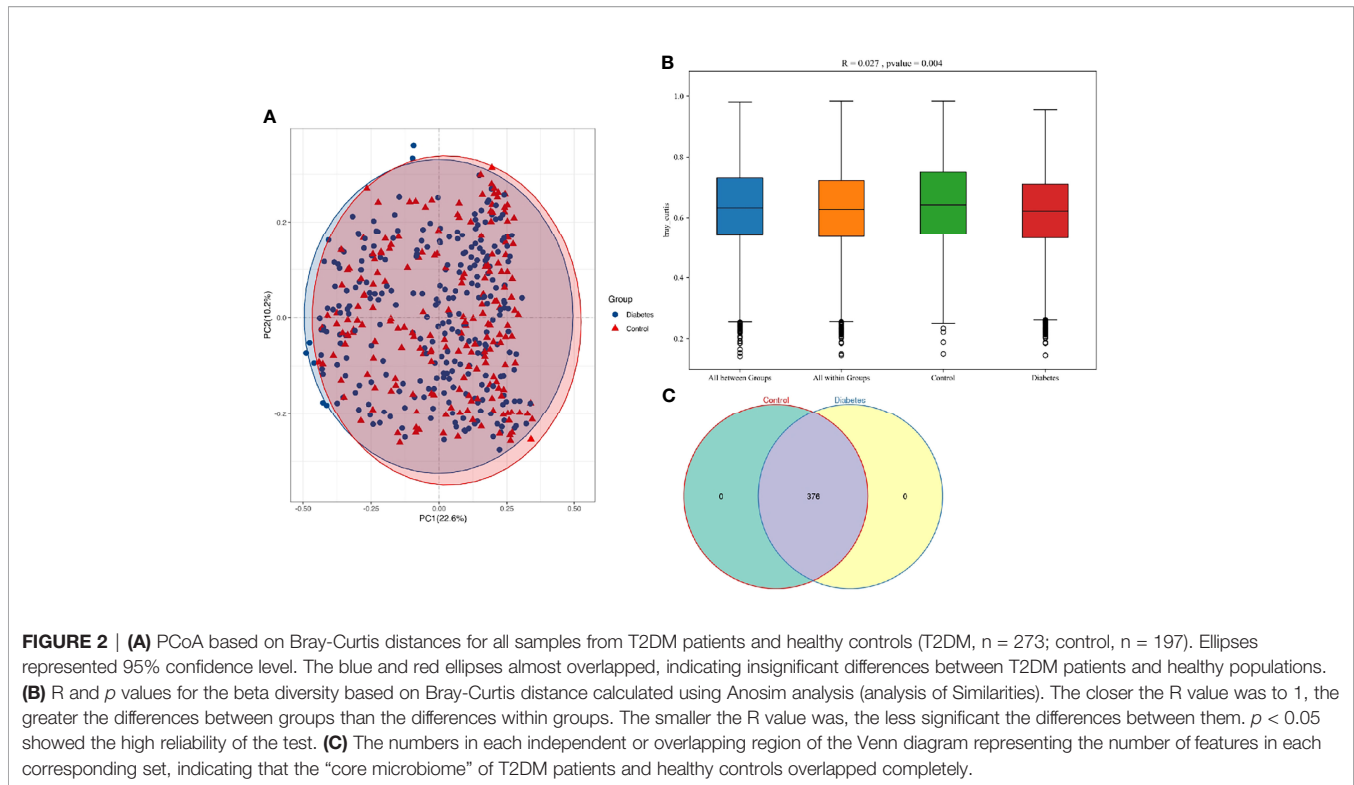 A
0.2
0.0
-0.2
PC2(10.2%)
-0.50
-0.25
0.00
0.25
0.50
PC1(22.6%)
Group
Diabetes
Control
B
R = 0.027 , pvalue = 0.004
1.0
0.8
0.6
0.4
0.2
bray_curtis
All between Groups
All within Groups
Control
Diabetes
C
Control
Diabetes
0
376
0
FIGURE 2 | (A) PCoA based on Bray-Curtis distances for all samples from T2DM patients and healthy controls (T2DM, n = 273; control, n = 197). Ellipses
represented 95% confidence level. The blue and red ellipses almost overlapped, indicating insignificant differences between T2DM patients and healthy populations.
(B) R and p values for the beta diversity based on Bray-Curtis distance calculated using Anosim analysis (analysis of Similarities). The closer the R value was to 1, the
greater the differences between groups than the differences within groups. The smaller the R value was, the less significant the differences between them. p < 0.05
showed the high reliability of the test. (C) The numbers in each independent or overlapping region of the Venn diagram representing the number of features in each
corresponding set, indicating that the “core microbiome” of T2DM patients and healthy controls overlapped completely.